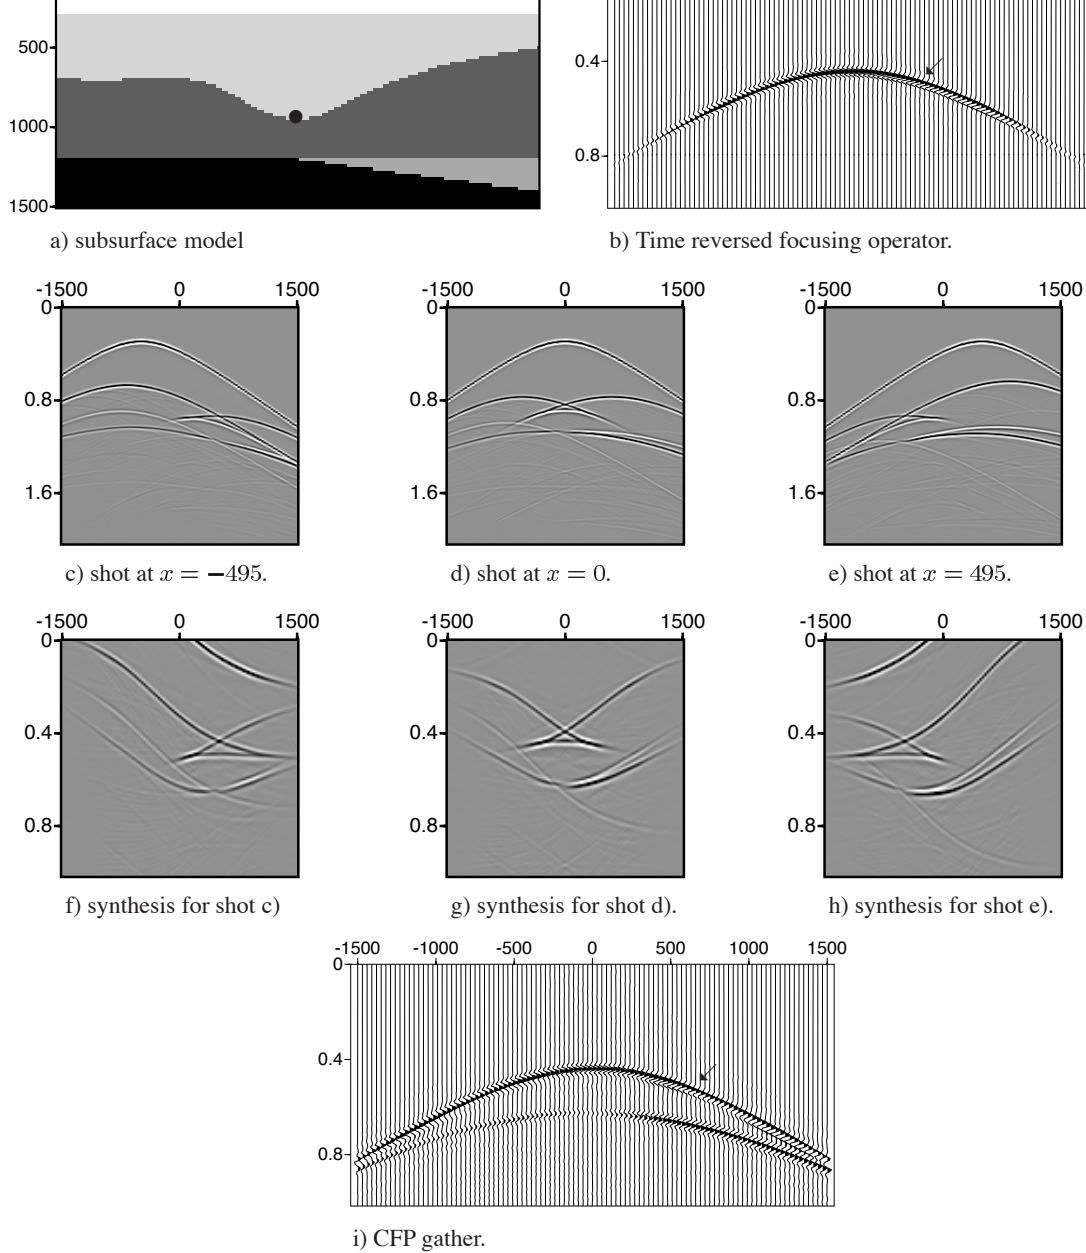 500
1000
1500
0.4
0.8
a) subsurface model
b) Time reversed focusing operator.
-1500 0 1500
-1500 0 1500
-1500 0 1500
0
0.8
1.6
0
0.8
1.6
0
0.8
1.6
c) shot at x = −495.
d) shot at x = 0.
e) shot at x = 495.
-1500 0 1500
-1500 0 1500
-1500 0 1500
0
0.4
0.8
0
0.4
0.8
0
0.4
0.8
f) synthesis for shot c)
g) synthesis for shot d).
h) synthesis for shot e).
-1500 -1000 -500 0 500 1000 1500
0
0.4
0.8
i) CFP gather.